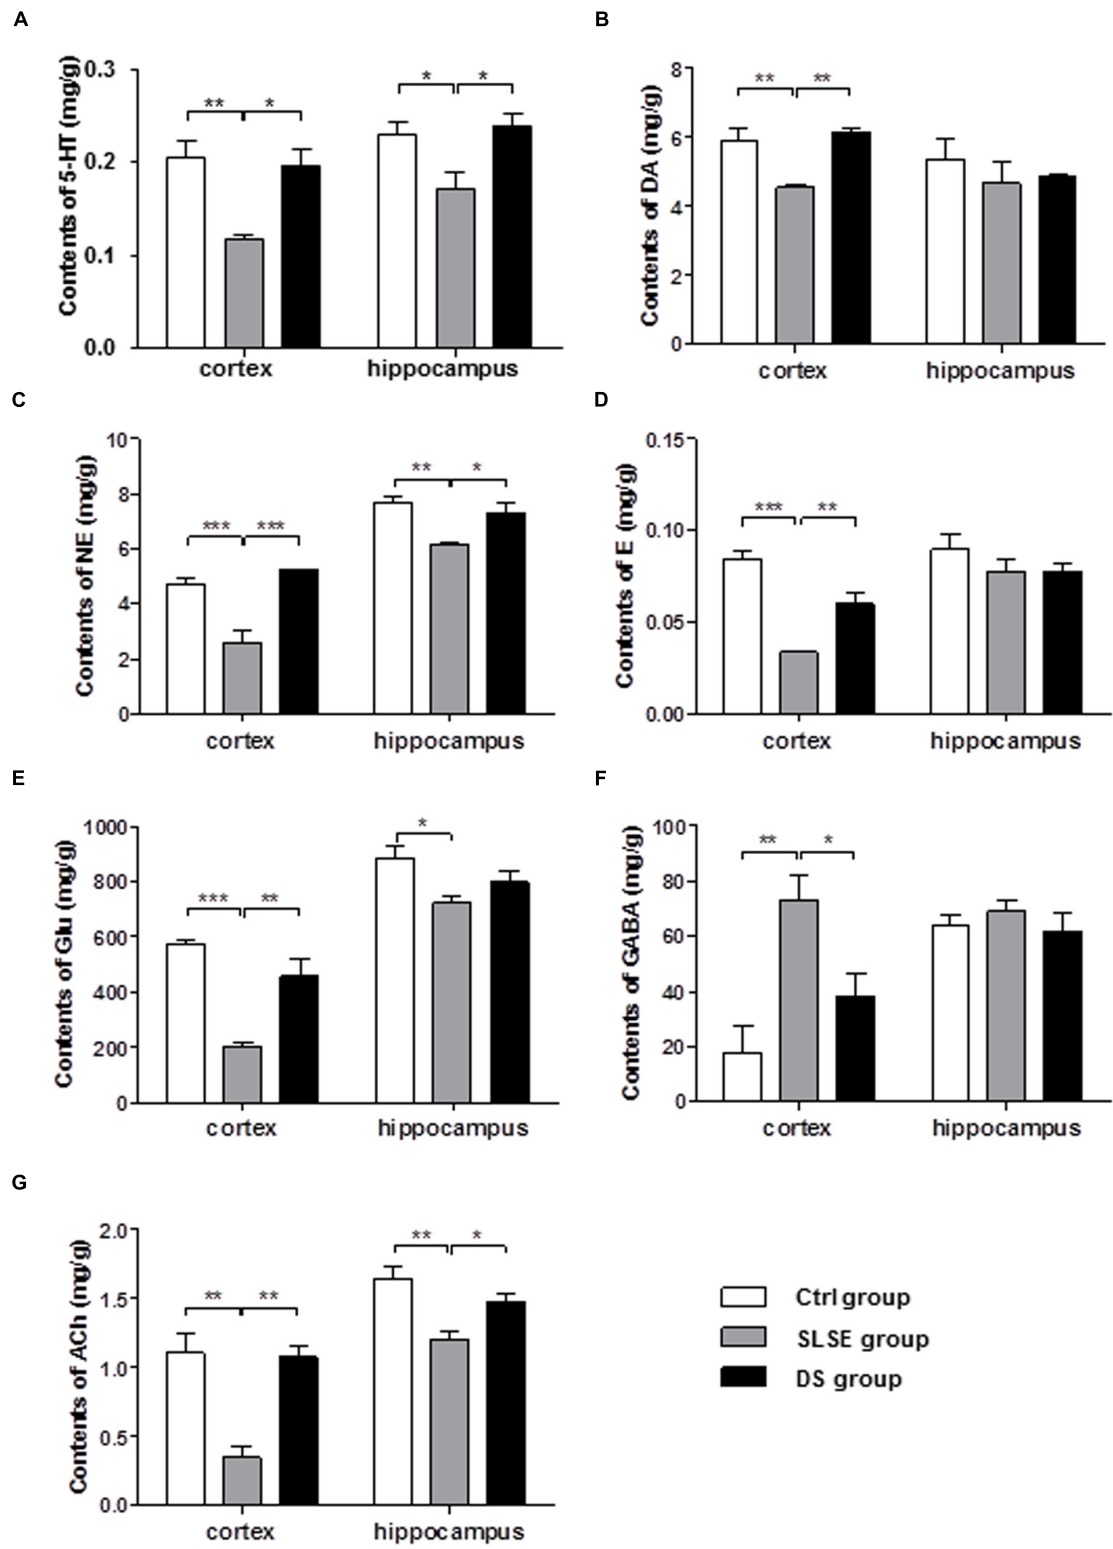 A
Contents of 5-HT (mg/g)
0.3
0.2
0.1
0.0
** *
* *
cortex hippocampus
B
Contents of DA (mg/g)
8
6
4
2
0
** **
cortex hippocampus
C
Contents of NE (mg/g)
10
8
6
4
2
0
*** ***
** *
cortex hippocampus
D
Contents of E (mg/g)
0.15
0.10
0.05
0.00
*** **
cortex hippocampus
E
Contents of Glu (mg/g)
1000
800
600
400
200
0
*** **
*
cortex hippocampus
F
Contents of GABA (mg/g)
100
80
60
40
20
0
** *
cortex hippocampus
G
Contents of ACh (mg/g)
2.0
1.5
1.0
0.5
0.0
** **
** *
cortex hippocampus
Ctrl group
SLSE group
DS group